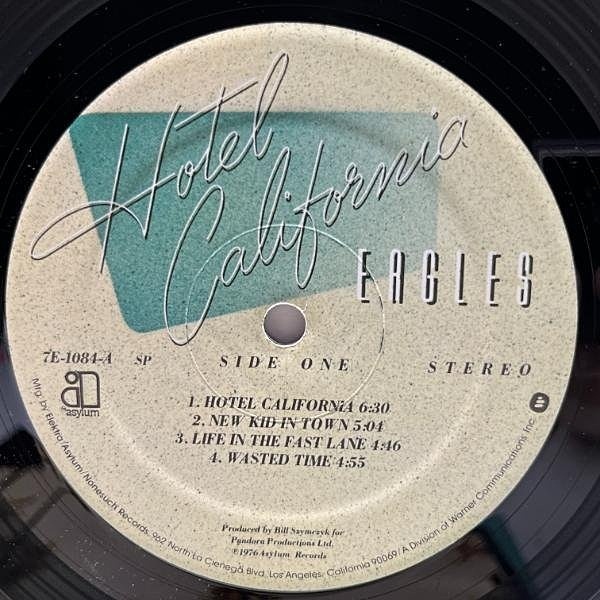 Hotel
California
EAGLES
7E-1084-A SP
SIDE ONE
STEREO
asylum
1. HOTEL CALIFORNIA 6:30
2. NEW KID IN TOWN 5:04
3. LIFE IN THE FAST LANE 4:46
4. WASTED TIME 4:55
Produced by Bill Szymczyk for
Pandora Productions Ltd.
℗1976 Asylum Records
Mfg. by Elektra/Asylum/Nonesuch Records, 962 North La Cienega Blvd., Los Angeles, California 90069/A Division of Warner Communications Inc.